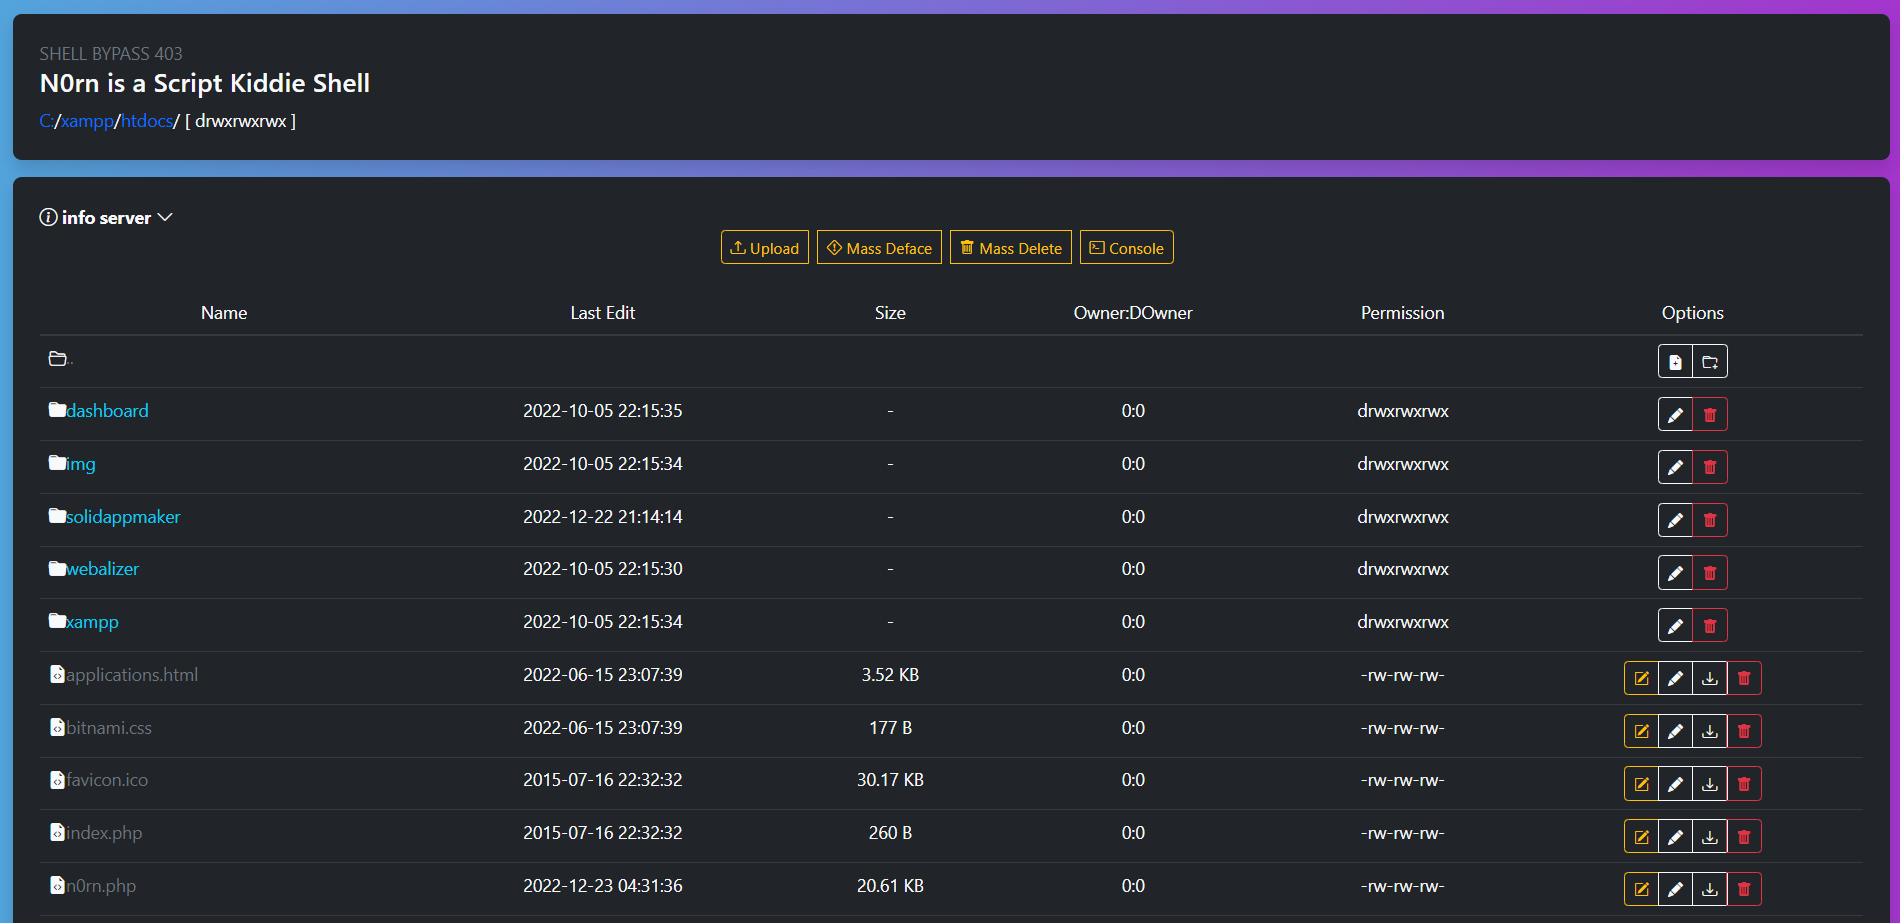 SHELL BYPASS 403
N0rn is a Script Kiddie Shell
C:/xampp/htdocs/ [ drwxrwxrwx ]
info server
Upload Mass Deface Mass Delete Console
Name Last Edit Size Owner:DOwner Permission Options
..
dashboard 2022-10-05 22:15:35 - 0:0 drwxrwxrwx
img 2022-10-05 22:15:34 - 0:0 drwxrwxrwx
solidappmaker 2022-12-22 21:14:14 - 0:0 drwxrwxrwx
webalizer 2022-10-05 22:15:30 - 0:0 drwxrwxrwx
xampp 2022-10-05 22:15:34 - 0:0 drwxrwxrwx
applications.html 2022-06-15 23:07:39 3.52 KB 0:0 -rw-rw-rw-
bitnami.css 2022-06-15 23:07:39 177 B 0:0 -rw-rw-rw-
favicon.ico 2015-07-16 22:32:32 30.17 KB 0:0 -rw-rw-rw-
index.php 2015-07-16 22:32:32 260 B 0:0 -rw-rw-rw-
n0rn.php 2022-12-23 04:31:36 20.61 KB 0:0 -rw-rw-rw-